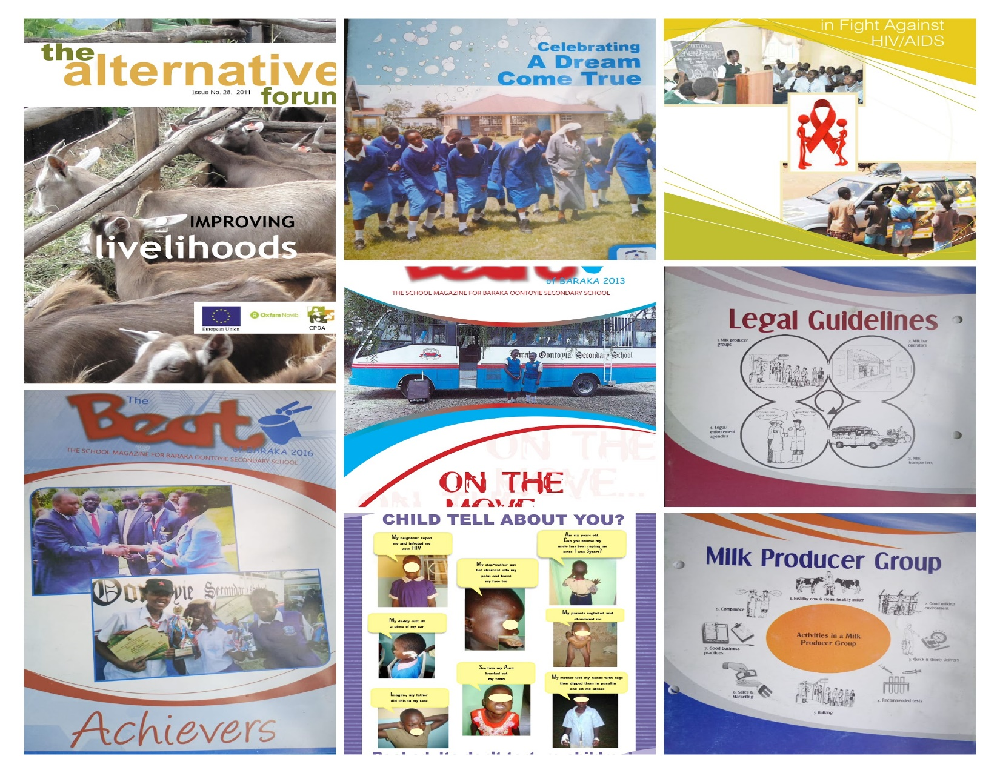 the
alternative
Issue No. 28, 2011
forun
IMPROVING
livelihoods
European Union
Oxfam Novib
CPDA
Celebrating
A Dream
Come True
in Fight Against
HIV/AIDS
of BARAKA 2013
THE SCHOOL MAGAZINE FOR BARAKA OONTOYIE SECONDARY SCHOOL
Baraka Oontoyie Secondary School
ON THE
MOVE
ON THE
MOVE...
Legal Guidelines
1. Milk producer
groups
2. Milk bar
operators
Can we see
your licenses
Here they are
4. Legal/
enforcement
agencies
3. Milk
transporters
The
Beat
of BARAKA 2016
THE SCHOOL MAGAZINE FOR BARAKA OONTOYIE SECONDARY SCHOOL
Oontoyie Secondary
Achievers
CHILD TELL ABOUT YOU?
My neighbour raped
me and infected me
with HIV
Am six years old.
Can you believe my
uncle has been raping me
since I was 3years?
My step-mother put
hot charcoal into my
palm and burnt
my face too
My daddy cutt off
a piece of my ear
My parents neglected and
abandoned me
See how my Aunt
knocked out
my teeth
My mother tied my hands with rags
then dipped them in paraffin
and set me ablaze
Imagine, my father
did this to my face
Milk Producer Group
1. Healthy cow & clean, healthy milker
8. Compliance
2. Good milking
environment
Activities in a Milk
Producer Group
7. Good business
practices
3. Quick & timely delivery
6. Sales &
Marketing
4. Recommended tests
5. Bulking